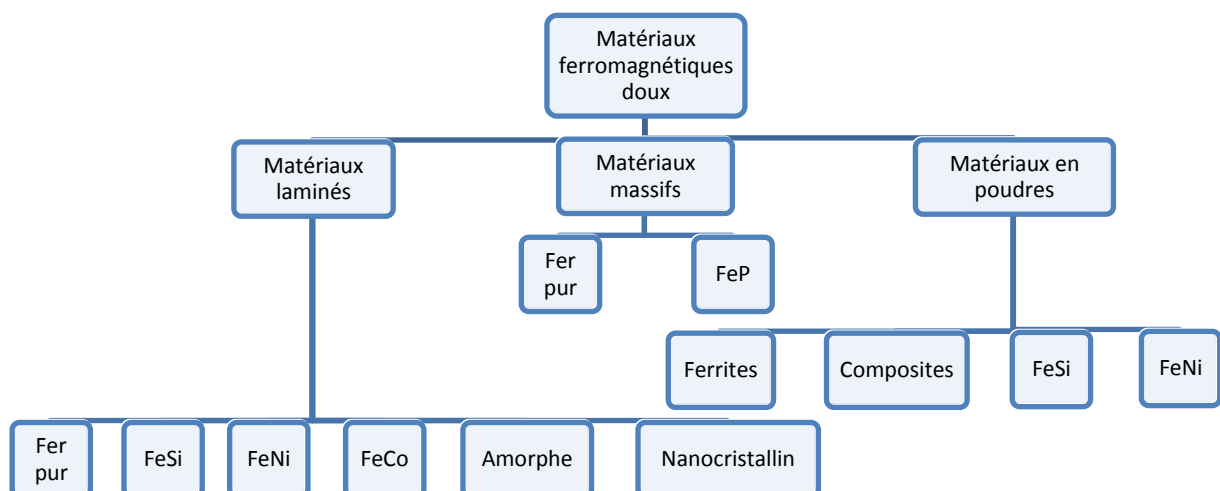 Matériaux
ferromagnétiques
doux
Matériaux
laminés
Matériaux
massifs
Matériaux en
poudres
Fer
pur
FeP
Ferrites
Composites
FeSi
FeNi
Fer
pur
FeSi
FeNi
FeCo
Amorphe
Nanocristallin